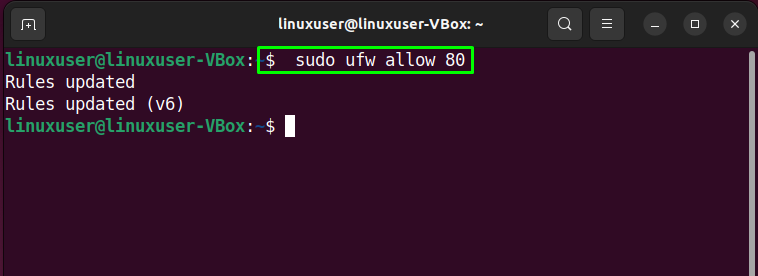 linuxuser@linuxuser-VBox: ~
linuxuser@linuxuser-VBox:~$  sudo ufw allow 80
Rules updated
Rules updated (v6)
linuxuser@linuxuser-VBox:~$